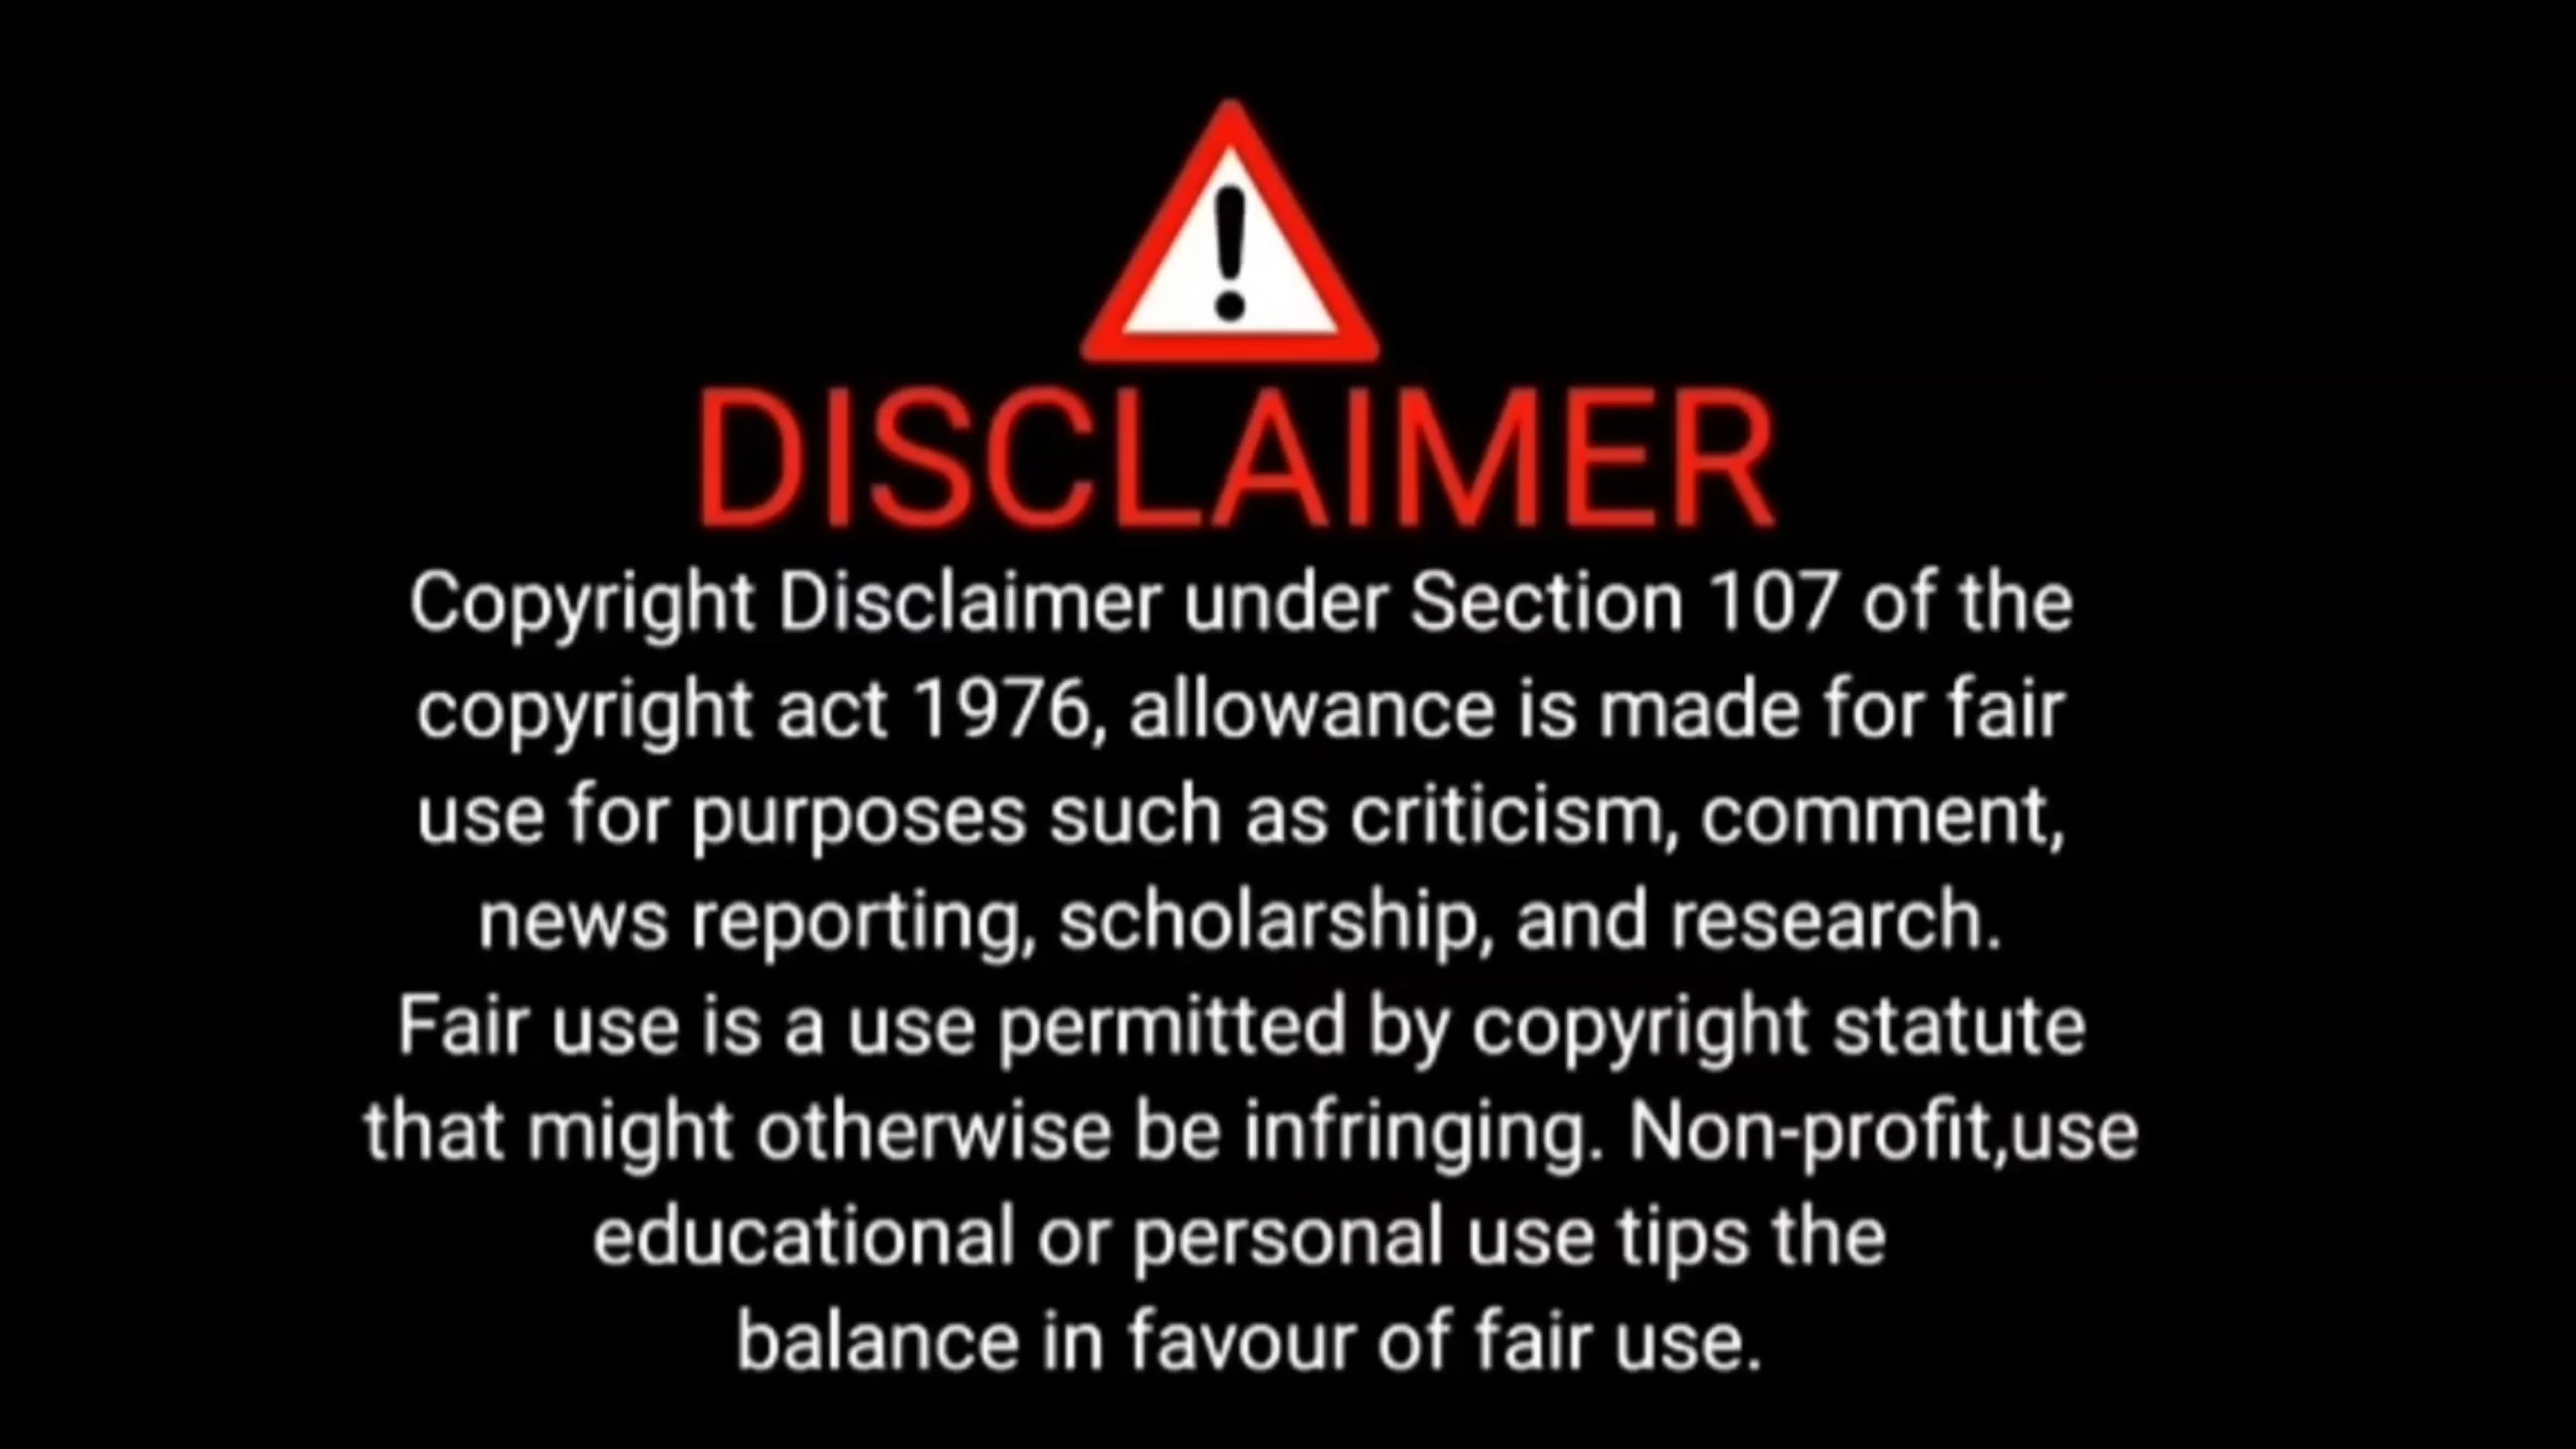 DISCLAIMER
Copyright Disclaimer under Section 107 of the
copyright act 1976, allowance is made for fair
use for purposes such as criticism, comment,
news reporting, scholarship, and research.
Fair use is a use permitted by copyright statute
that might otherwise be infringing. Non-profit,use
educational or personal use tips the
balance in favour of fair use.